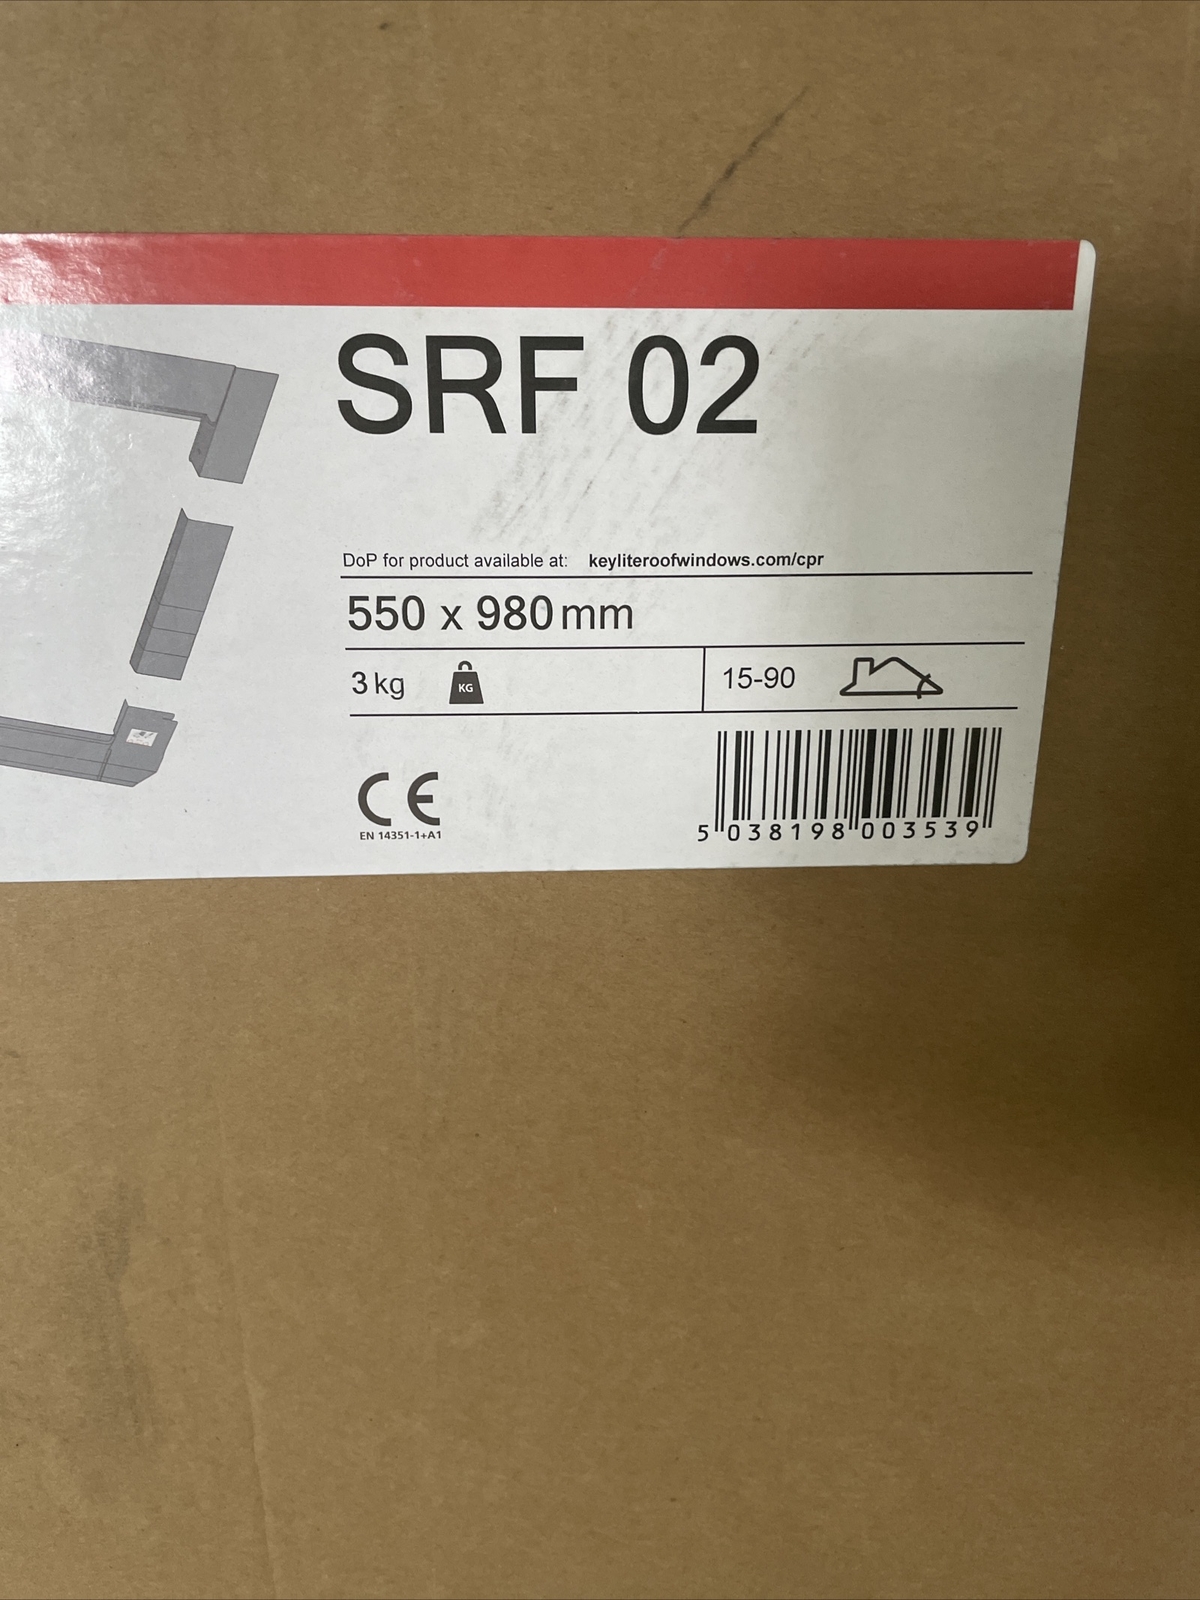 SRF 02
DoP for product available at: keyliteroofwindows.com/cpr
550 x 980 mm
3 kg
KG
15-90
CE
EN 14351-1+A1
5 038198 003539